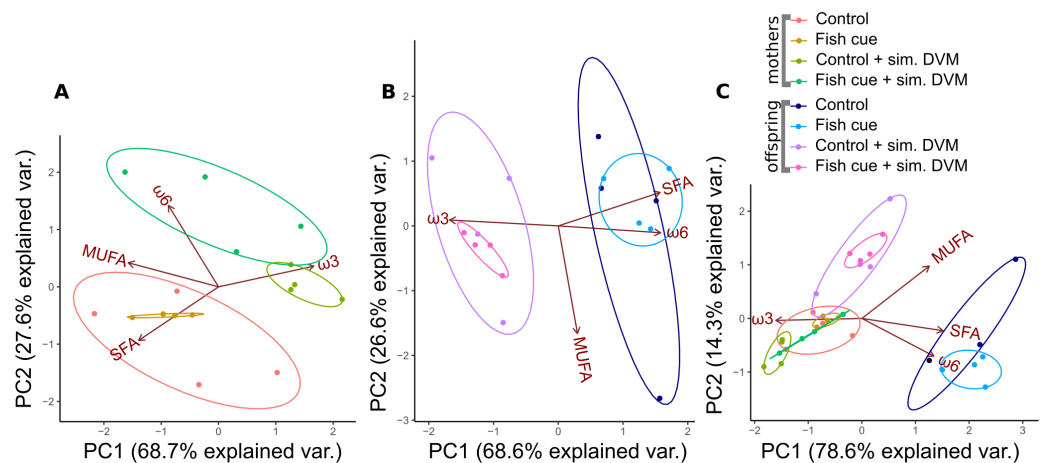 mothers
Control
Fish cue
Control + sim. DVM
Fish cue + sim. DVM
offspring
Control
Fish cue
Control + sim. DVM
Fish cue + sim. DVM
A
PC2 (27.6% explained var.)
2
1
0
−1
−2
ω6
MUFA
ω3
SFA
−2 −1 0 1 2
PC1 (68.7% explained var.)
B
PC2 (26.6% explained var.)
2
1
0
−1
−2
−3
ω3
SFA
ω6
MUFA
−2 −1 0 1 2
PC1 (68.6% explained var.)
C
PC2 (14.3% explained var.)
2
1
0
−1
MUFA
ω3
SFA
ω6
−2 −1 0 1 2 3
PC1 (78.6% explained var.)